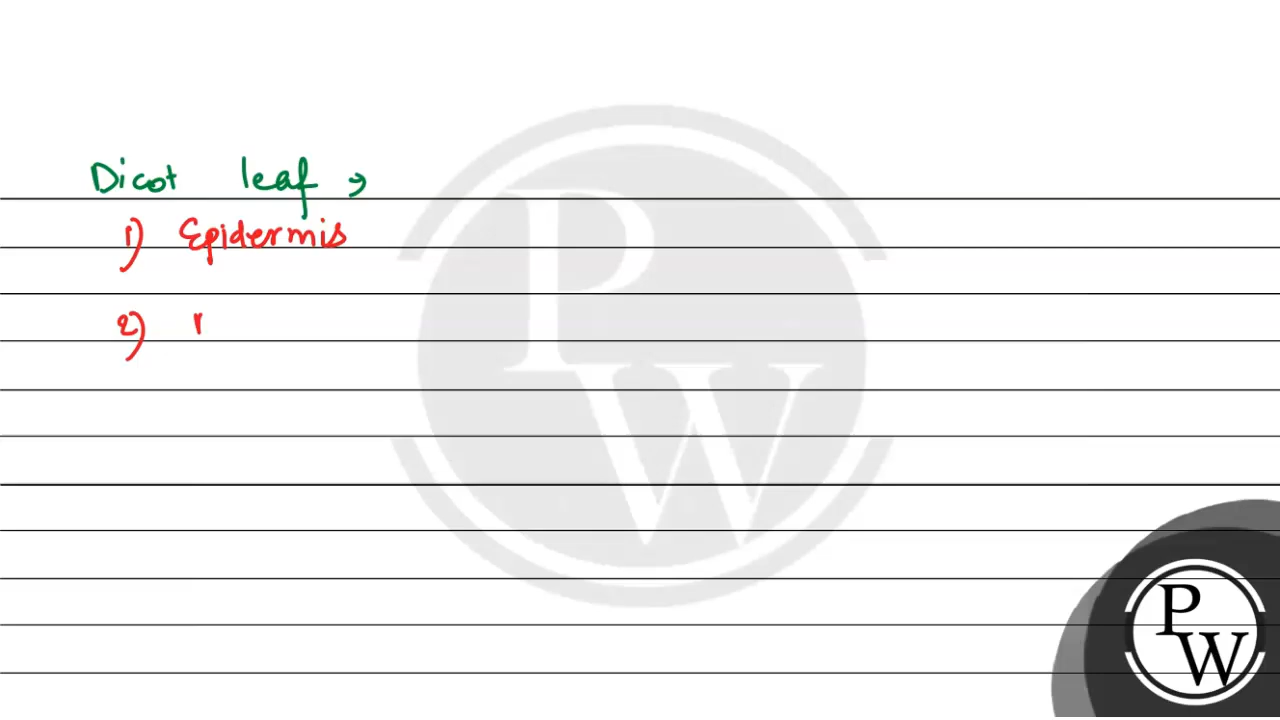 Dicot leaf →
1) Epidermis
2)
P
W
P
W